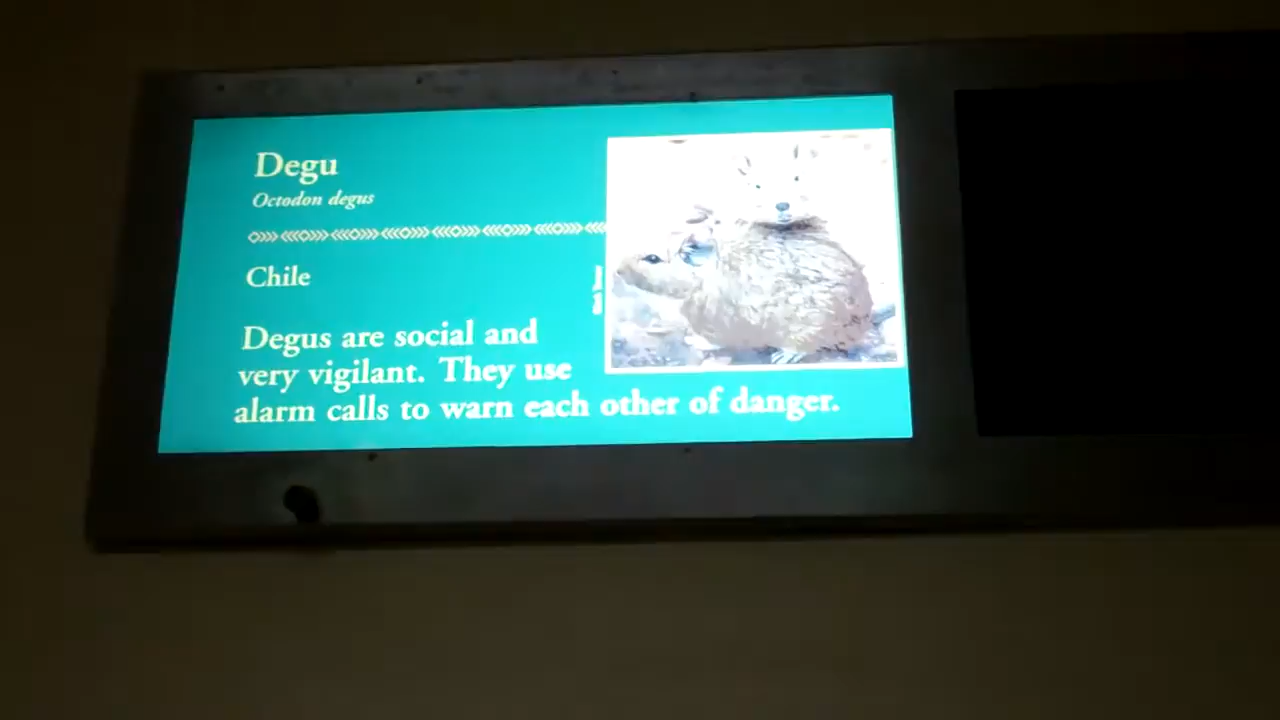 Degu
Octodon degus
Chile
Degus are social and
very vigilant. They use
alarm calls to warn each other of danger.